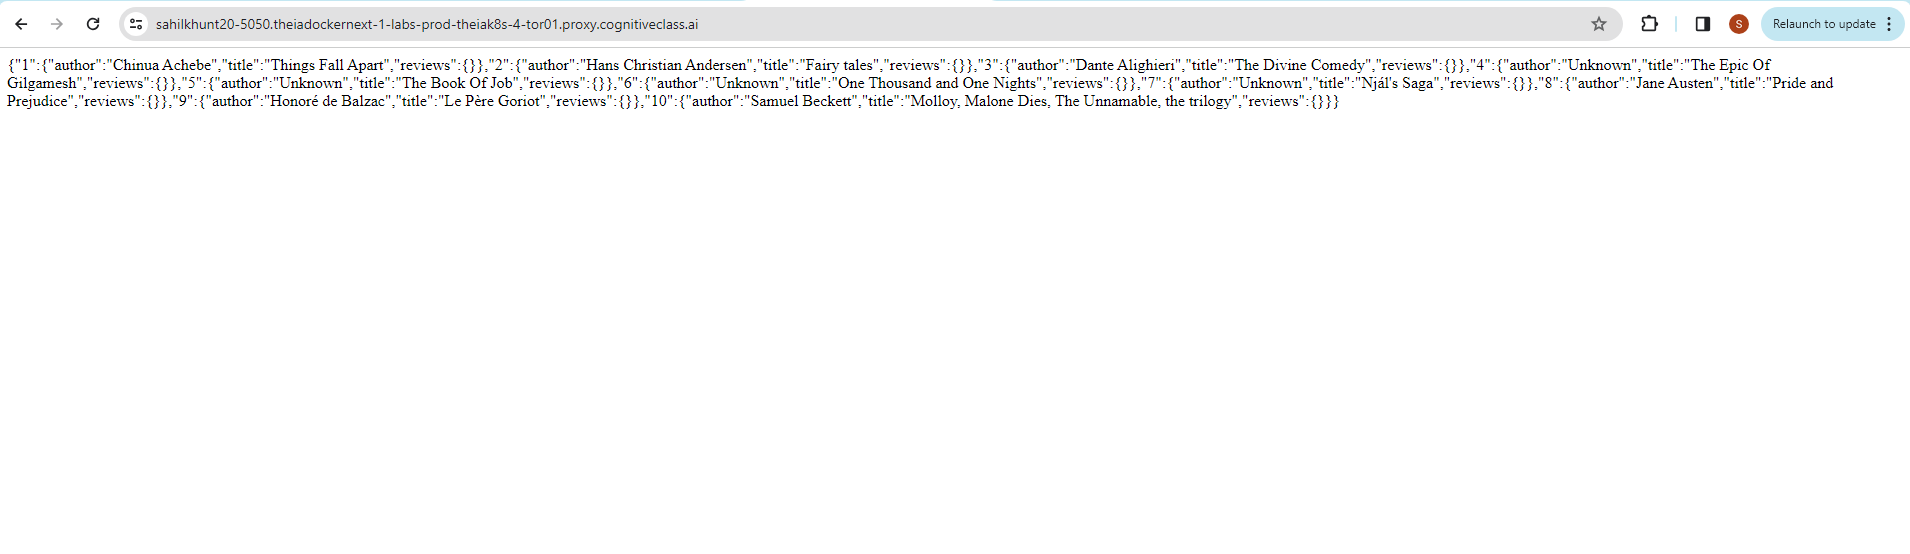 sahilkhunt20-5050.theiadockernext-1-labs-prod-theiak8s-4-tor01.proxy.cognitiveclass.ai
S
Relaunch to update
{"1":{"author":"Chinua Achebe","title":"Things Fall Apart","reviews":{}},"2":{"author":"Hans Christian Andersen","title":"Fairy tales","reviews":{}},"3":{"author":"Dante Alighieri","title":"The Divine Comedy","reviews":{}},"4":{"author":"Unknown","title":"The Epic Of
Gilgamesh","reviews":{}},"5":{"author":"Unknown","title":"The Book Of Job","reviews":{}},"6":{"author":"Unknown","title":"One Thousand and One Nights","reviews":{}},"7":{"author":"Unknown","title":"Njál's Saga","reviews":{}},"8":{"author":"Jane Austen","title":"Pride and
Prejudice","reviews":{}},"9":{"author":"Honoré de Balzac","title":"Le Père Goriot","reviews":{}},"10":{"author":"Samuel Beckett","title":"Molloy, Malone Dies, The Unnamable, the trilogy","reviews":{}}}